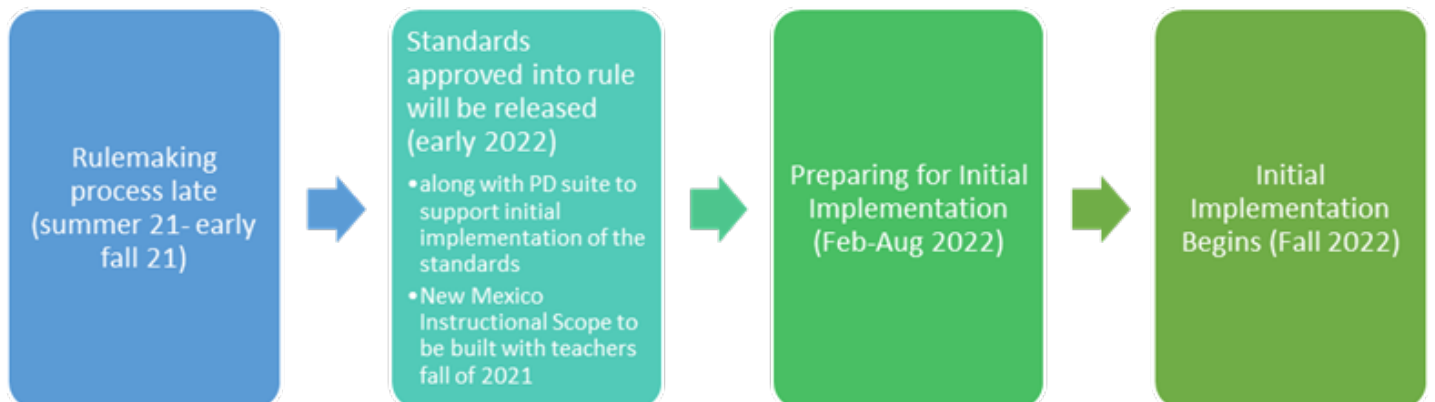 Rulemaking
process late
(summer 21- early
fall 21)
Standards
approved into rule
will be released
(early 2022)
•along with PD suite to
support initial
implementation of the
standards
•New Mexico
Instructional Scope to
be built with teachers
fall of 2021
Preparing for Initial
Implementation
(Feb-Aug 2022)
Initial
Implementation
Begins (Fall 2022)